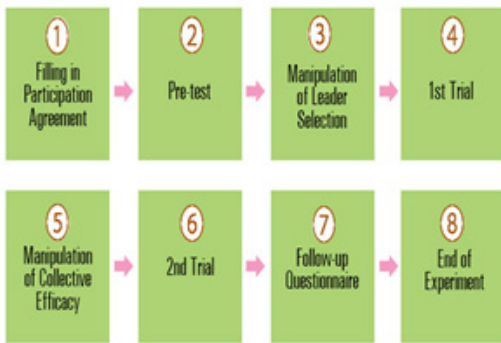 1
Filling in
Participation
Agreement
2
Pre-test
3
Manipulation
of Leader
Selection
4
1st Trial
5
Manipulation
of Collective
Efficacy
6
2nd Trial
7
Follow-up
Questionnaire
8
End of
Experiment